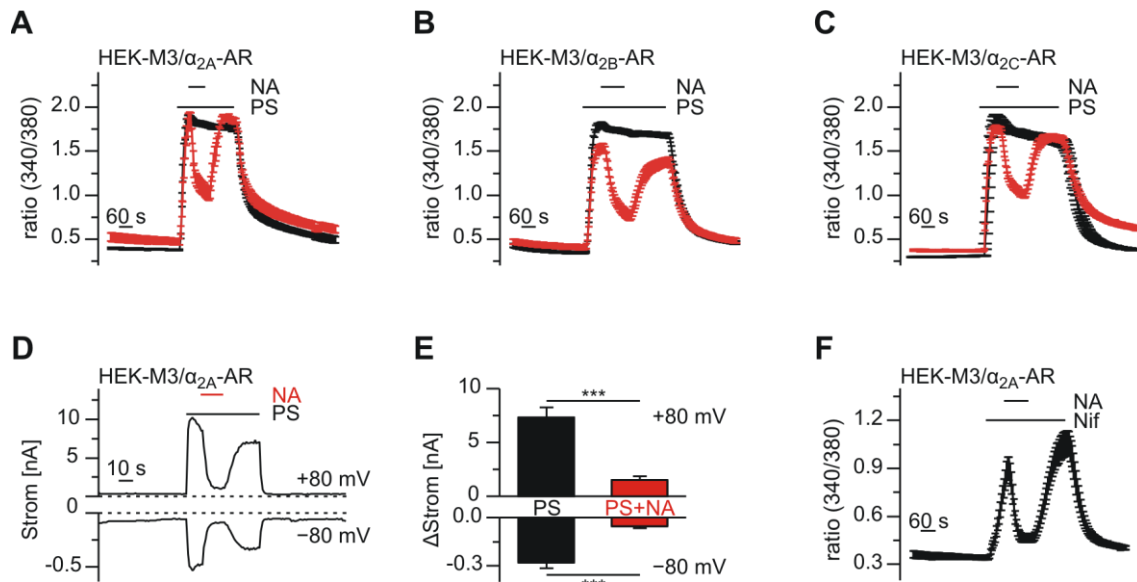 A
HEK-M3/α2A-AR
NA
PS
2.0
1.5
1.0
0.5
ratio (340/380)
60 s
B
HEK-M3/α2B-AR
NA
PS
2.0
1.5
1.0
0.5
ratio (340/380)
60 s
C
HEK-M3/α2C-AR
NA
PS
2.0
1.5
1.0
0.5
ratio (340/380)
60 s
D
HEK-M3/α2A-AR
NA
PS
10
5
0
0
-0.5
Strom [nA]
10 s
+80 mV
−80 mV
E
10
5
0
0.0
-0.3
ΔStrom [nA]
***
+80 mV
PS
PS+NA
−80 mV
***
F
HEK-M3/α2A-AR
NA
Nif
1.2
0.9
0.6
0.3
ratio (340/380)
60 s